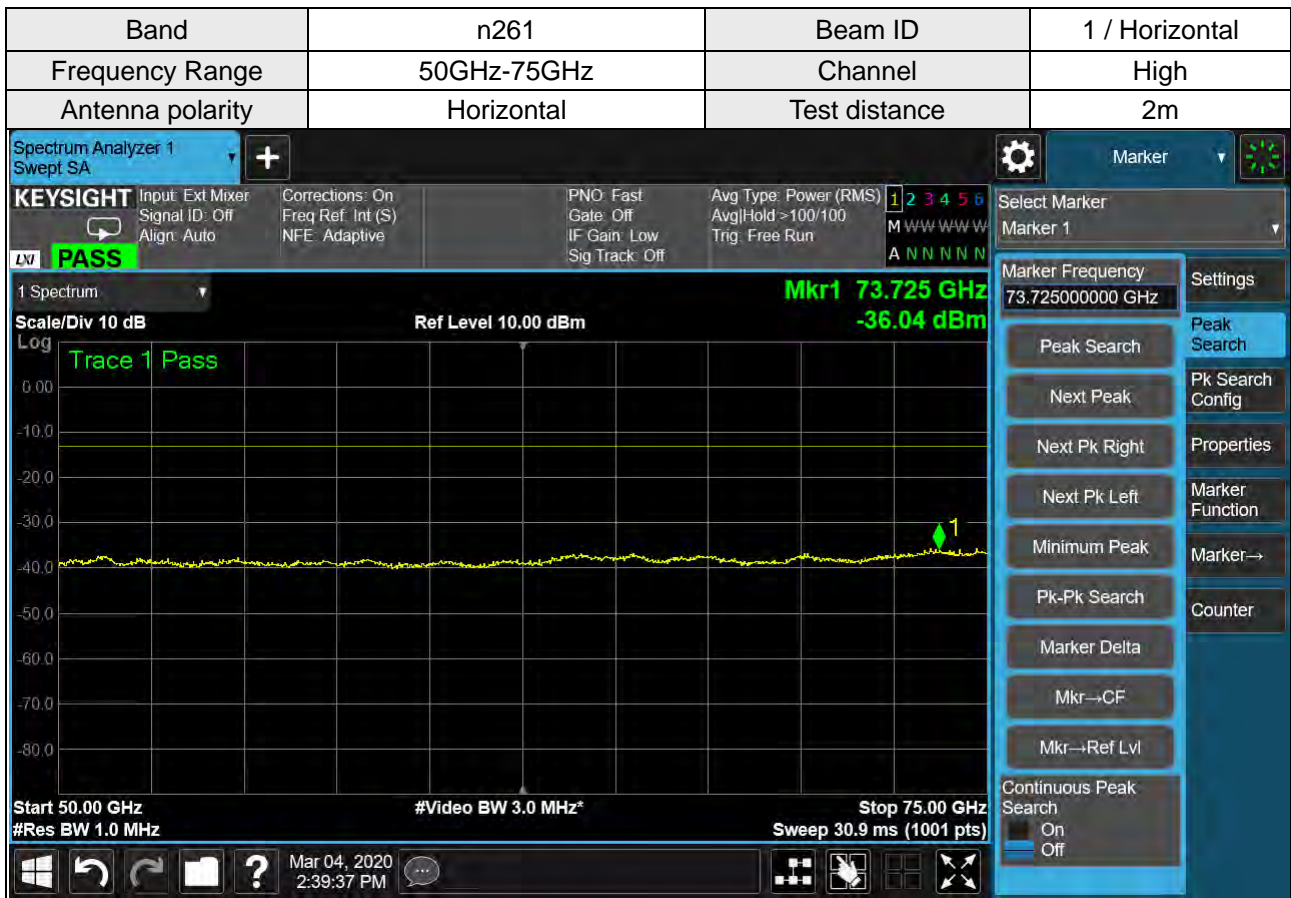 Band n261 Beam ID 1 / Horizontal
Frequency Range 50GHz-75GHz Channel High
Antenna polarity Horizontal Test distance 2m
Spectrum Analyzer 1
Swept SA
+
Marker
KEYSIGHT
Input: Ext Mixer
Signal ID: Off
Align: Auto
Corrections: On
Freq Ref: Int (S)
NFE: Adaptive
PNO: Fast
Gate: Off
IF Gain: Low
Sig Track: Off
Avg Type: Power (RMS)
Avg|Hold >100/100
Trig: Free Run
1 2 3 4 5 6
M W W W W W
A N N N N N
LXI PASS
Select Marker
Marker 1
1 Spectrum
Mkr1 73.725 GHz
-36.04 dBm
Scale/Div 10 dB
Ref Level 10.00 dBm
Log
Trace 1 Pass
0.00
-10.0
-20.0
-30.0
-40.0
-50.0
-60.0
-70.0
-80.0
1
Start 50.00 GHz
#Video BW 3.0 MHz*
Stop 75.00 GHz
#Res BW 1.0 MHz
Sweep 30.9 ms (1001 pts)
Marker Frequency
73.725000000 GHz
Peak Search
Next Peak
Next Pk Right
Next Pk Left
Minimum Peak
Pk-Pk Search
Marker Delta
Mkr→CF
Mkr→Ref Lvl
Continuous Peak
Search
On
Off
Settings
Peak
Search
Pk Search
Config
Properties
Marker
Function
Marker→
Counter
?
Mar 04, 2020
2:39:37 PM